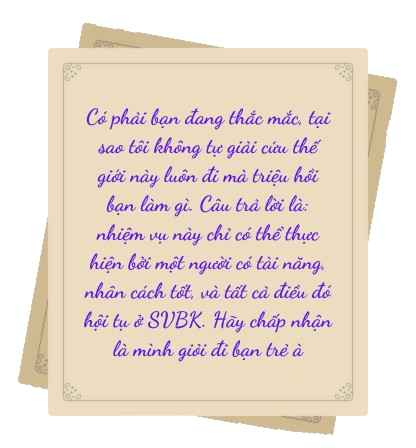 Có phải bạn đang thắc mắc, tại
sao tôi không tự giải cứu thế
giới này luôn đi mà triệu hồi
bạn làm gì. Câu trả lời là:
nhiệm vụ này chỉ có thể thực
hiện bởi một người có tài năng,
nhân cách tốt, và tất cả điều đó
hội tụ ở SVBK. Hãy chấp nhận
là mình giỏi đi bạn trẻ à